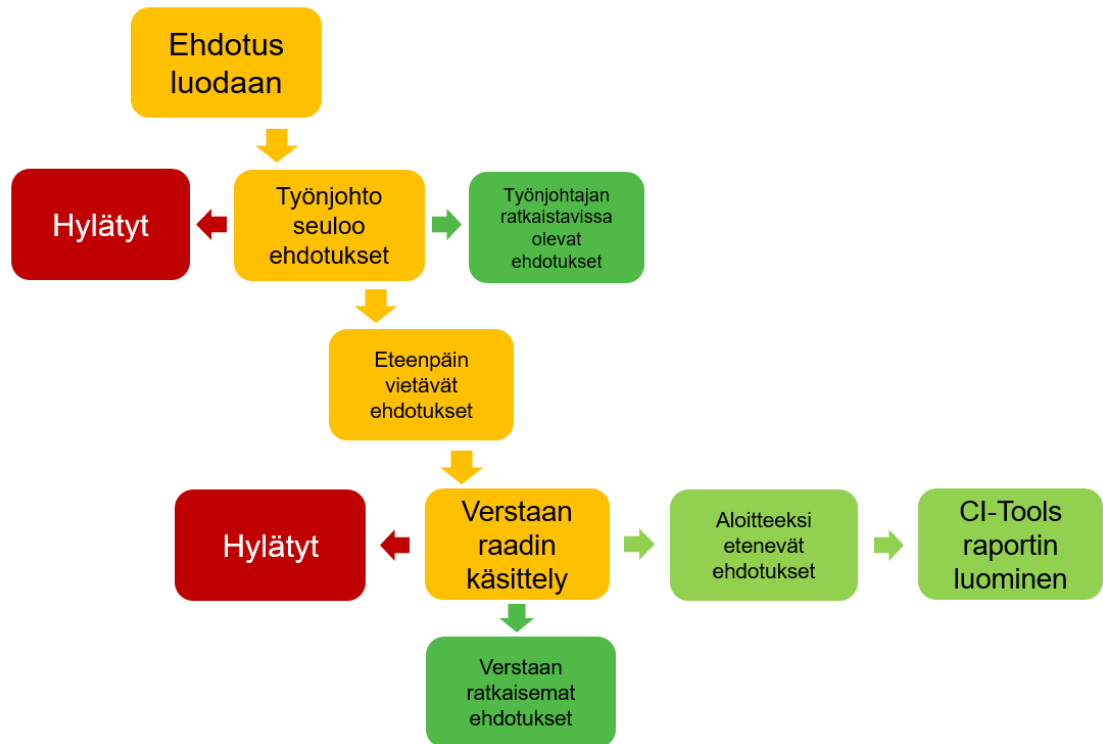 Ehdotus
luodaan
Hylätyt
Työnjohto
seuloo
ehdotukset
Työnjohtajan
ratkaistavissa
olevat
ehdotukset
Eteenpäin
vietävät
ehdotukset
Hylätyt
Verstaan
raadin
käsittely
Aloitteeksi
etenevät
ehdotukset
CI-Tools
raportin
luominen
Verstaan
ratkaisemat
ehdotukset